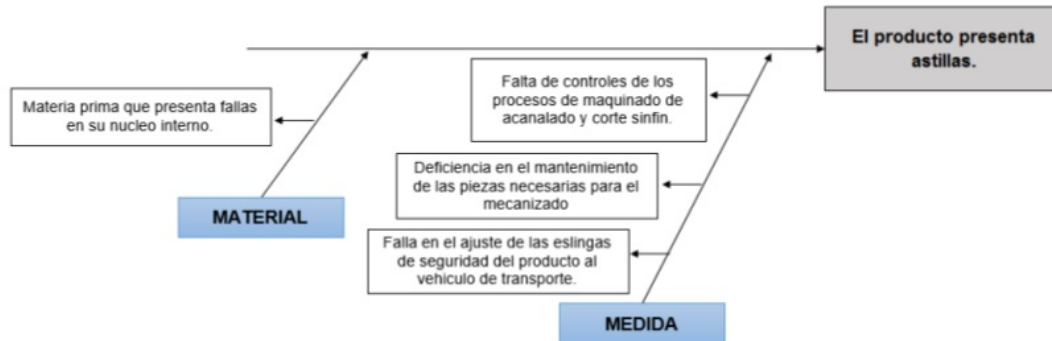 El producto presenta
astillas.
Falta de controles de los
procesos de maquinado de
acanalado y corte sinfin.
Materia prima que presenta fallas
en su nucleo interno.
Deficiencia en el mantenimiento
de las piezas necesarias para el
mecanizado
MATERIAL
Falla en el ajuste de las eslingas
de seguridad del producto al
vehiculo de transporte.
MEDIDA